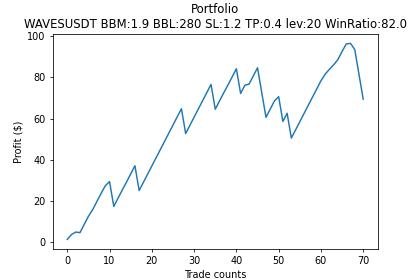 Portfolio
WAVESUSDT BBM:1.9 BBL:280 SL:1.2 TP:0.4 lev:20 WinRatio:82.0
100
80
60
40
20
0
Profit ($)
0 10 20 30 40 50 60 70
Trade counts